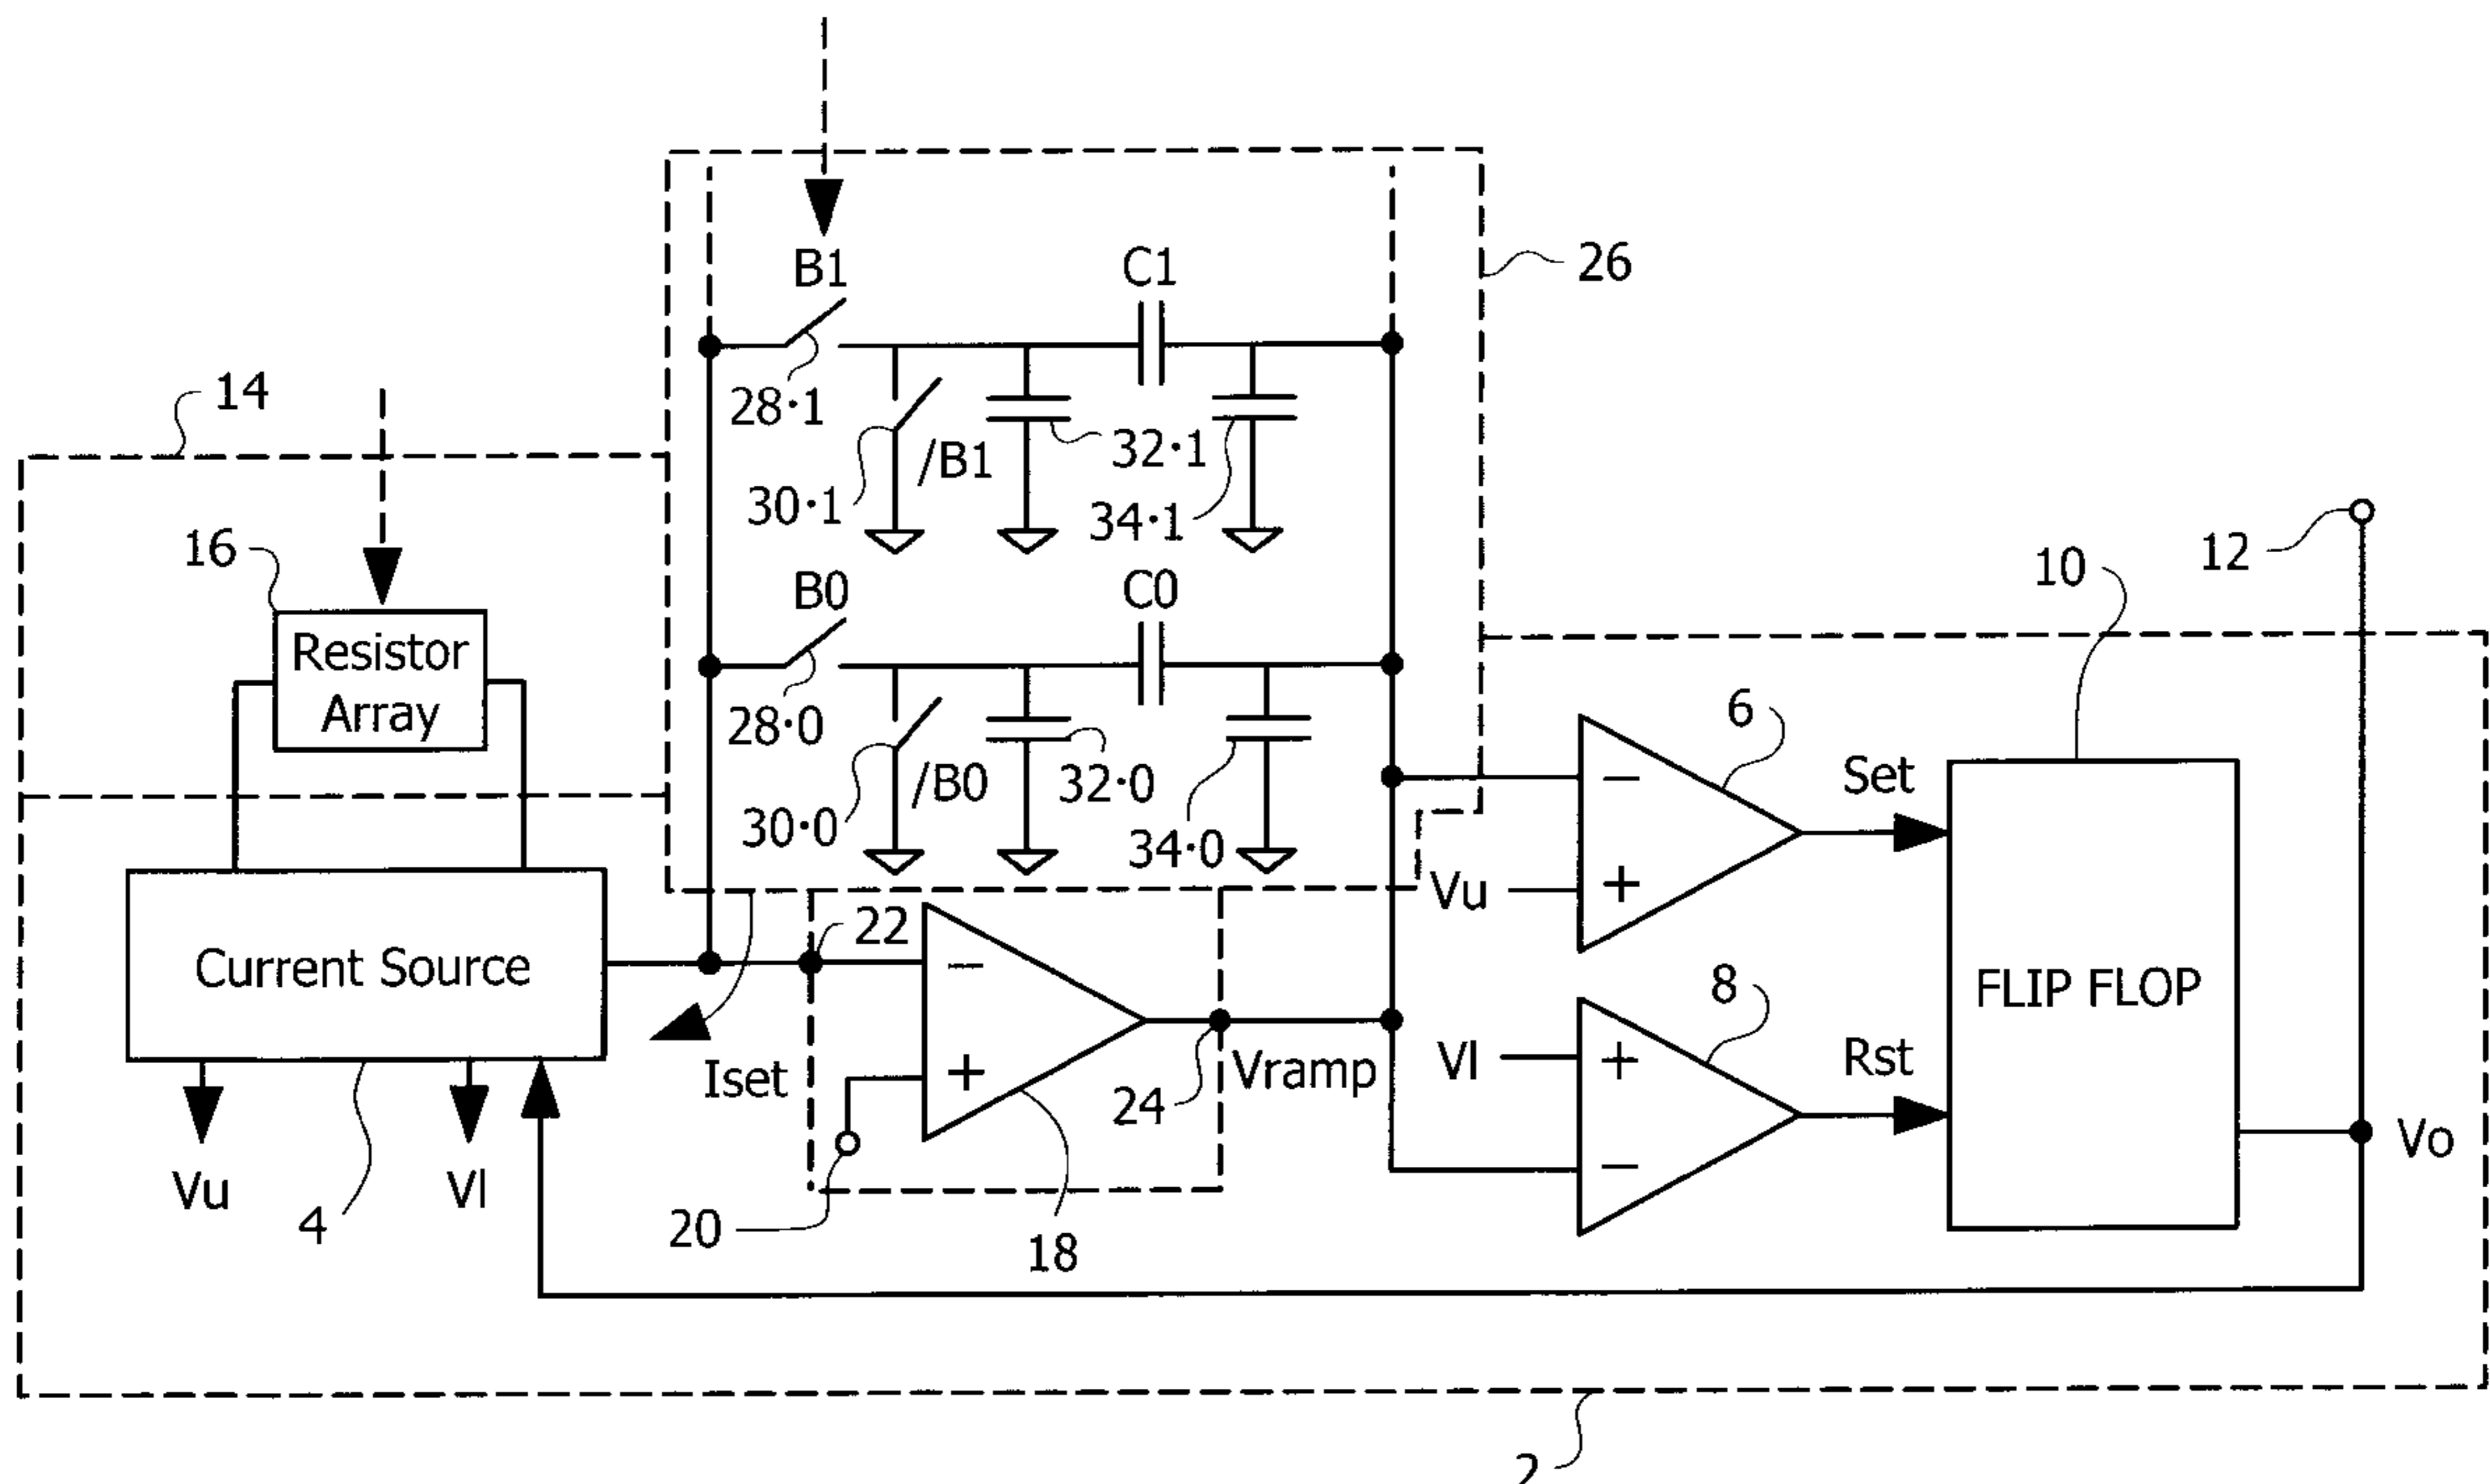 B1
C1
26
28·1
14
/B1
32·1
30·1
34·1
12
16
B0
C0
10
Resistor
Array
28·0
6
/B0
32·0
Set
30·0
34·0
Vu
22
−
+
−
Current Source
8
FLIP FLOP
Vl
+
Rst
Iset
+
Vramp
24
−
Vo
Vu
Vl
4
20
18
2